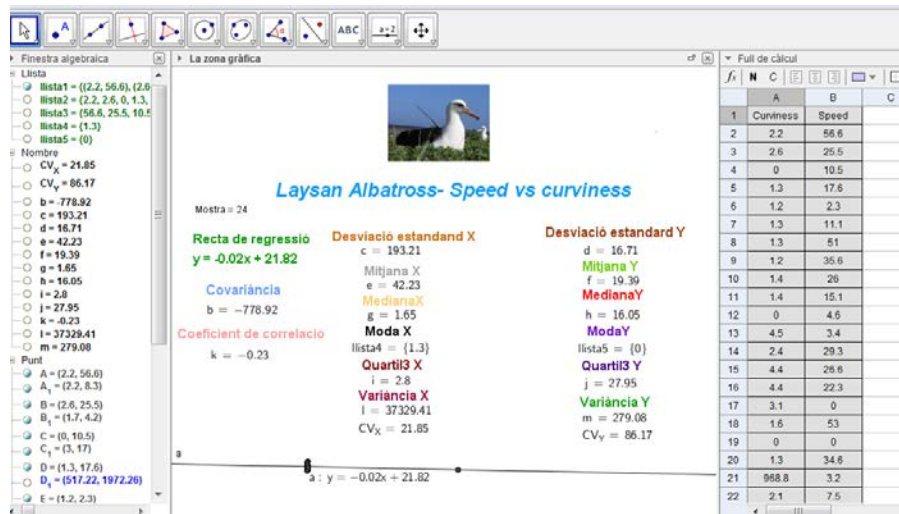 ABC
a=2
Finestra algebraica
Llista
llista1 = {(2.2, 56.6), (2.6
llista2 = {2.2, 2.6, 0, 1.3,
llista3 = {56.6, 25.5, 10.5
llista4 = {1.3}
llista5 = {0}
Nombre
CVX = 21.85
CVY = 86.17
b = -778.92
c = 193.21
d = 16.71
e = 42.23
f = 19.39
g = 1.65
h = 16.05
i = 2.8
j = 27.95
k = -0.23
l = 37329.41
m = 279.08
Punt
A = (2.2, 56.6)
A1 = (2.2, 8.3)
B = (2.6, 25.5)
B1 = (1.7, 4.2)
C = (0, 10.5)
C1 = (3, 17)
D = (1.3, 17.6)
D1 = (517.22, 1972.26)
E = (1.2, 2.3)
La zona gràfica
Laysan Albatross- Speed vs curviness
Mostra = 24
Recta de regressió
y = -0.02x + 21.82
Covariància
b = −778.92
Coeficient de correlacio
k = −0.23
Desviació estandand X
c = 193.21
Mitjana X
e = 42.23
MedianaX
g = 1.65
Moda X
llista4 = {1.3}
Quartil3 X
i = 2.8
Variància X
l = 37329.41
CVX = 21.85
Desviació estandard Y
d = 16.71
Mitjana Y
f = 19.39
MedianaY
h = 16.05
ModaY
llista5 = {0}
Quartil3 Y
j = 27.95
Variància Y
m = 279.08
CVY = 86.17
a
a : y = −0.02x + 21.82
Full de càlcul
fx N C
A B C
1 Curviness Speed
2 2.2 56.6
3 2.6 25.5
4 0 10.5
5 1.3 17.6
6 1.2 2.3
7 1.3 11.1
8 1.3 51
9 1.2 35.6
10 1.4 26
11 1.4 15.1
12 0 4.6
13 4.5 3.4
14 2.4 29.3
15 4.4 26.6
16 4.4 22.3
17 3.1 0
18 1.6 53
19 0 0
20 1.3 34.6
21 968.8 3.2
22 2.1 7.5